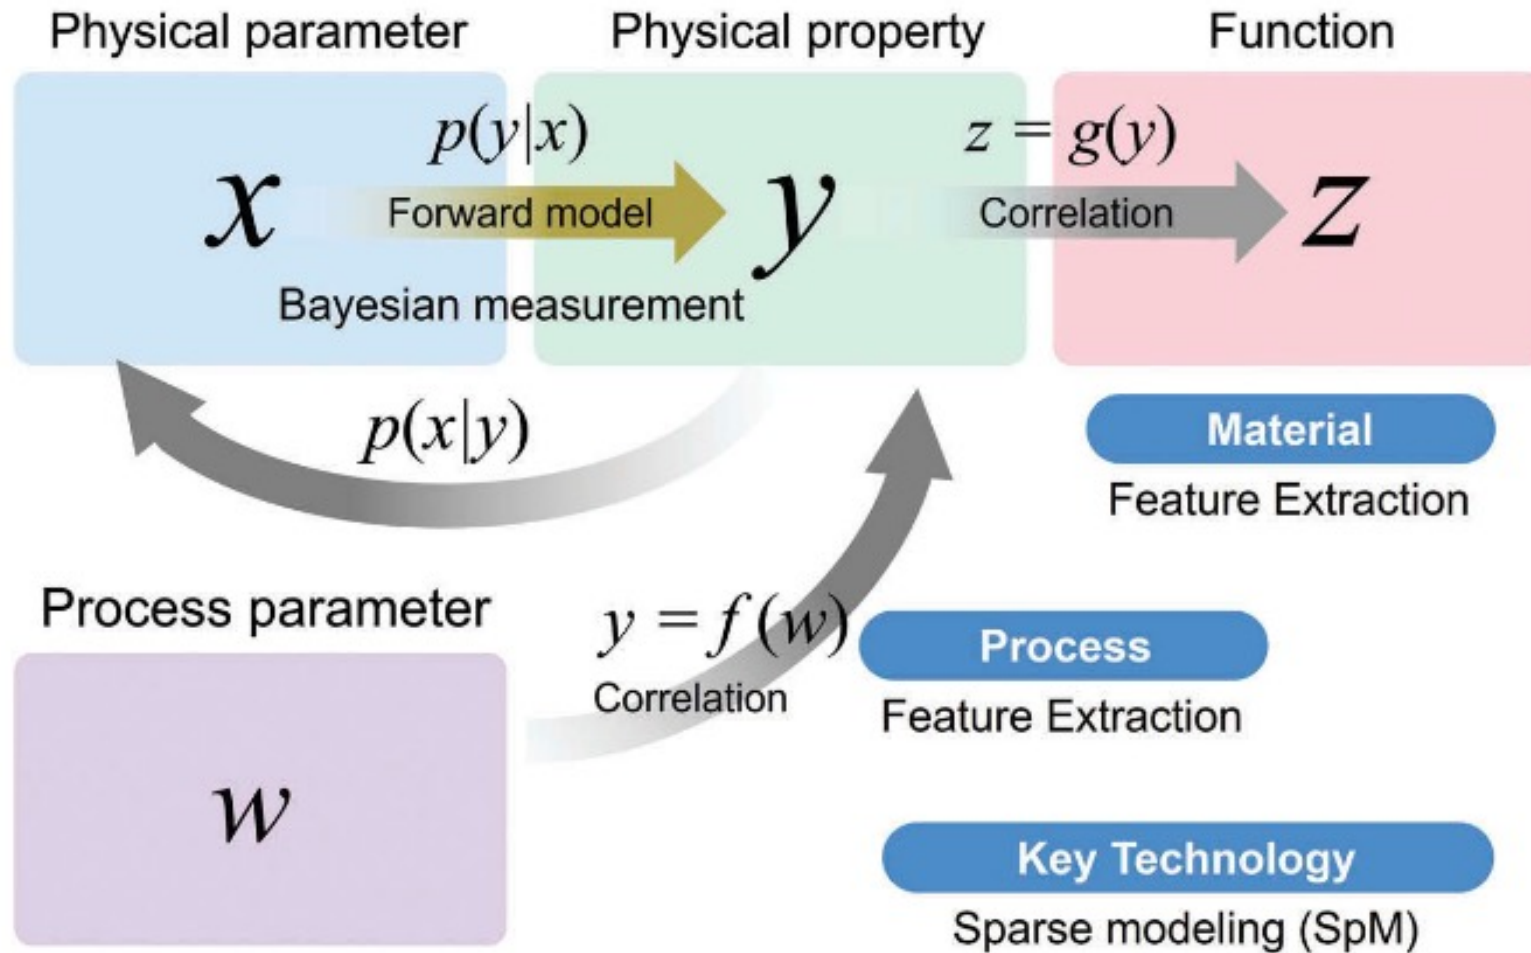 Physical parameter
Physical property
Function
p(y|x)
z = g(y)
x
Forward model
y
Correlation
z
Bayesian measurement
p(x|y)
Material
Feature Extraction
Process parameter
y = f(w)
Correlation
Process
Feature Extraction
w
Key Technology
Sparse modeling (SpM)